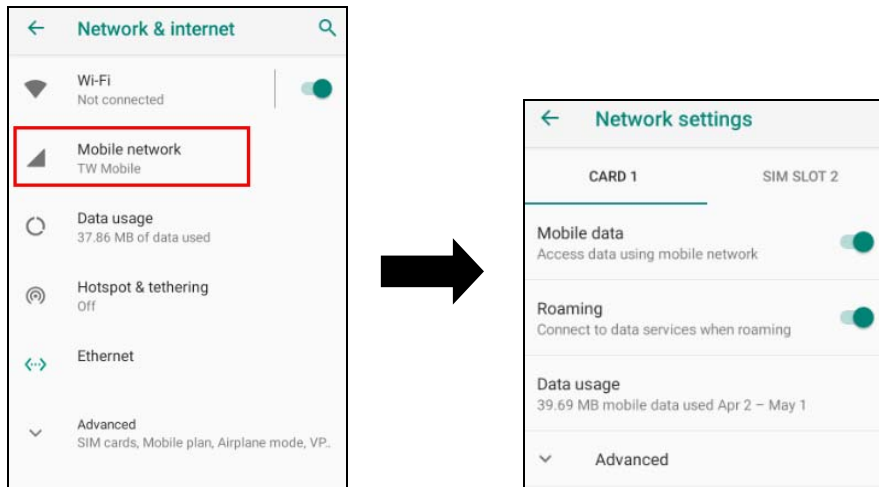 Network & internet
Wi-Fi
Not connected
Mobile network
TW Mobile
Data usage
37.86 MB of data used
Hotspot & tethering
Off
Ethernet
Advanced
SIM cards, Mobile plan, Airplane mode, VP..
Network settings
CARD 1 SIM SLOT 2
Mobile data
Access data using mobile network
Roaming
Connect to data services when roaming
Data usage
39.69 MB mobile data used Apr 2 – May 1
Advanced